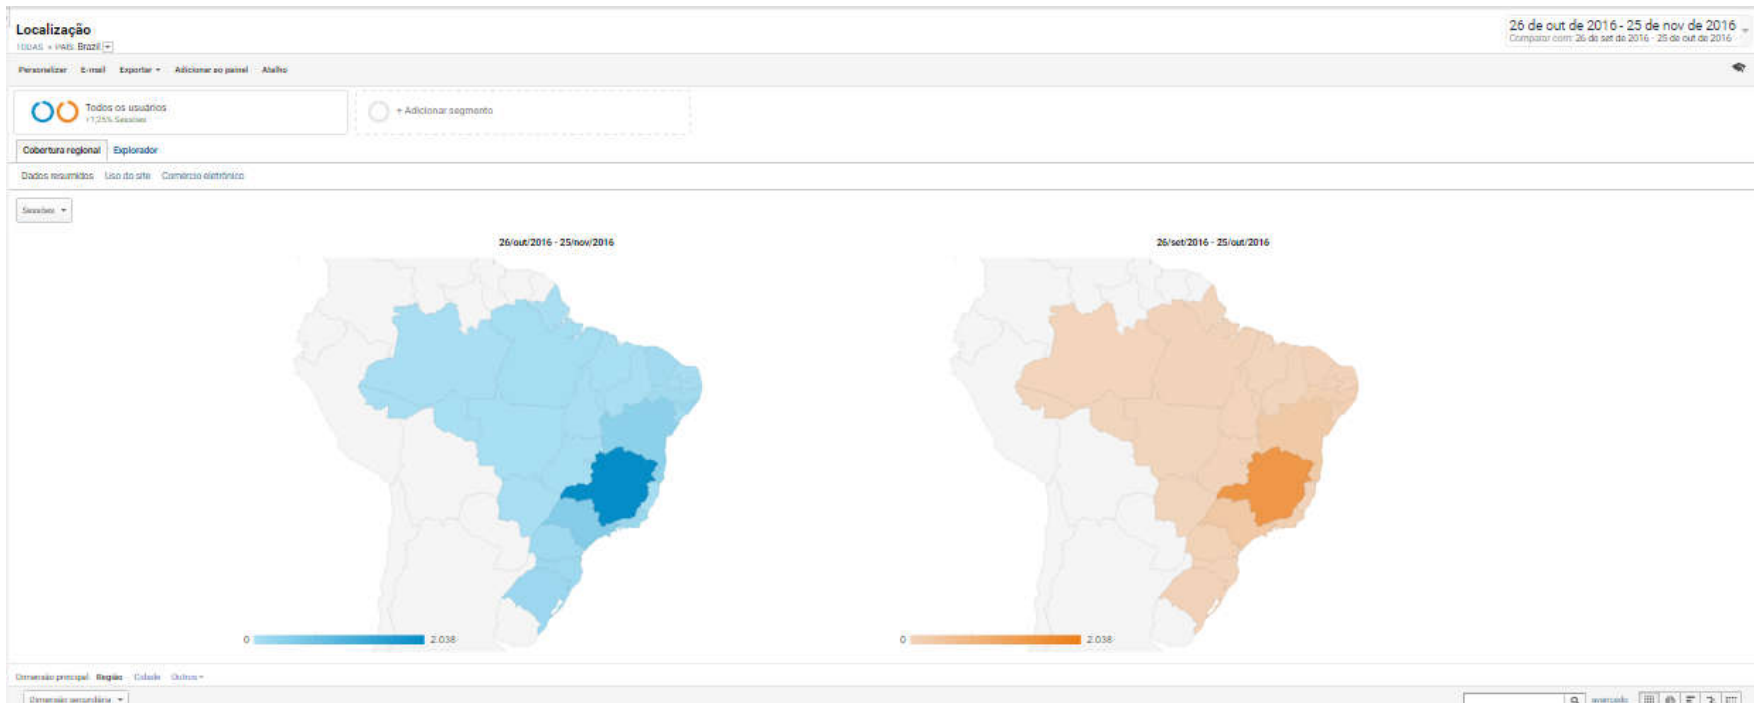 Localização
26 de out de 2016 - 25 de nov de 2016
TODAS » PAÍS: Brazil
Comparar com: 26 de set de 2016 - 25 de out de 2016
Personalizar E-mail Exportar Adicionar ao painel Atalho
Todos os usuários
+1,25% Sessões
+ Adicionar segmento
Cobertura regional Explorador
Dados resumidos Uso do site Comércio eletrônico
Sessões
26/out/2016 - 25/nov/2016
26/set/2016 - 25/out/2016
0 2.038
0 2.038
Dimensão principal: Região Cidade Outros
Dimensão secundária
avançado